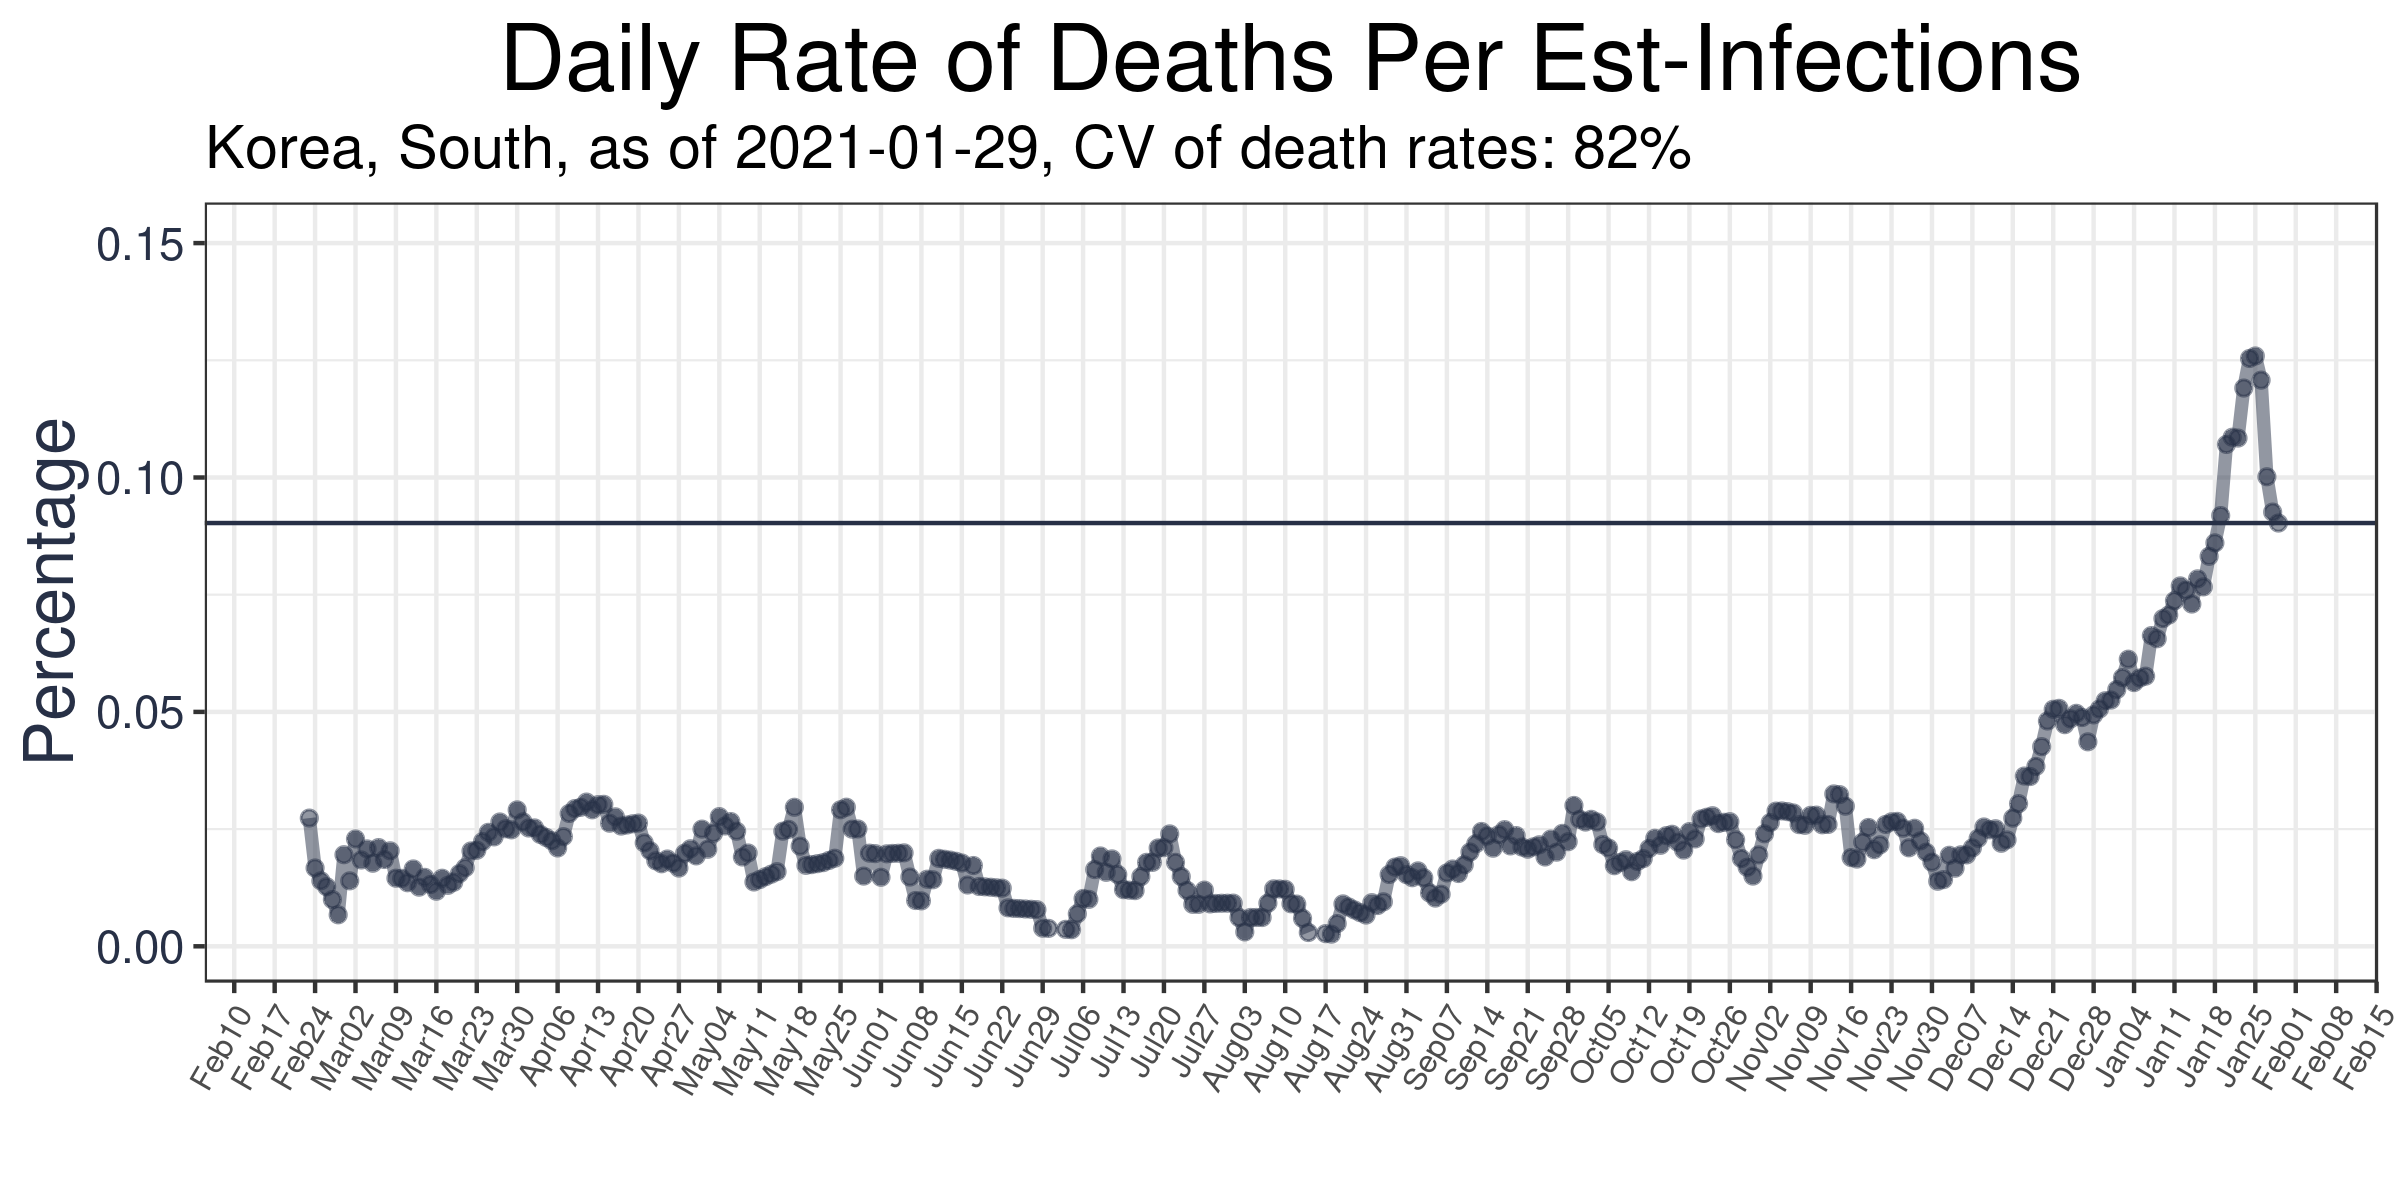 Daily Rate of Deaths Per Est-Infections
Korea, South, as of 2021-01-29, CV of death rates: 82%
Percentage
0.15
0.10
0.05
0.00
Feb10
Feb17
Feb24
Mar02
Mar09
Mar16
Mar23
Mar30
Apr06
Apr13
Apr20
Apr27
May04
May11
May18
May25
Jun01
Jun08
Jun15
Jun22
Jun29
Jul06
Jul13
Jul20
Jul27
Aug03
Aug10
Aug17
Aug24
Aug31
Sep07
Sep14
Sep21
Sep28
Oct05
Oct12
Oct19
Oct26
Nov02
Nov09
Nov16
Nov23
Nov30
Dec07
Dec14
Dec21
Dec28
Jan04
Jan11
Jan18
Jan25
Feb01
Feb08
Feb15